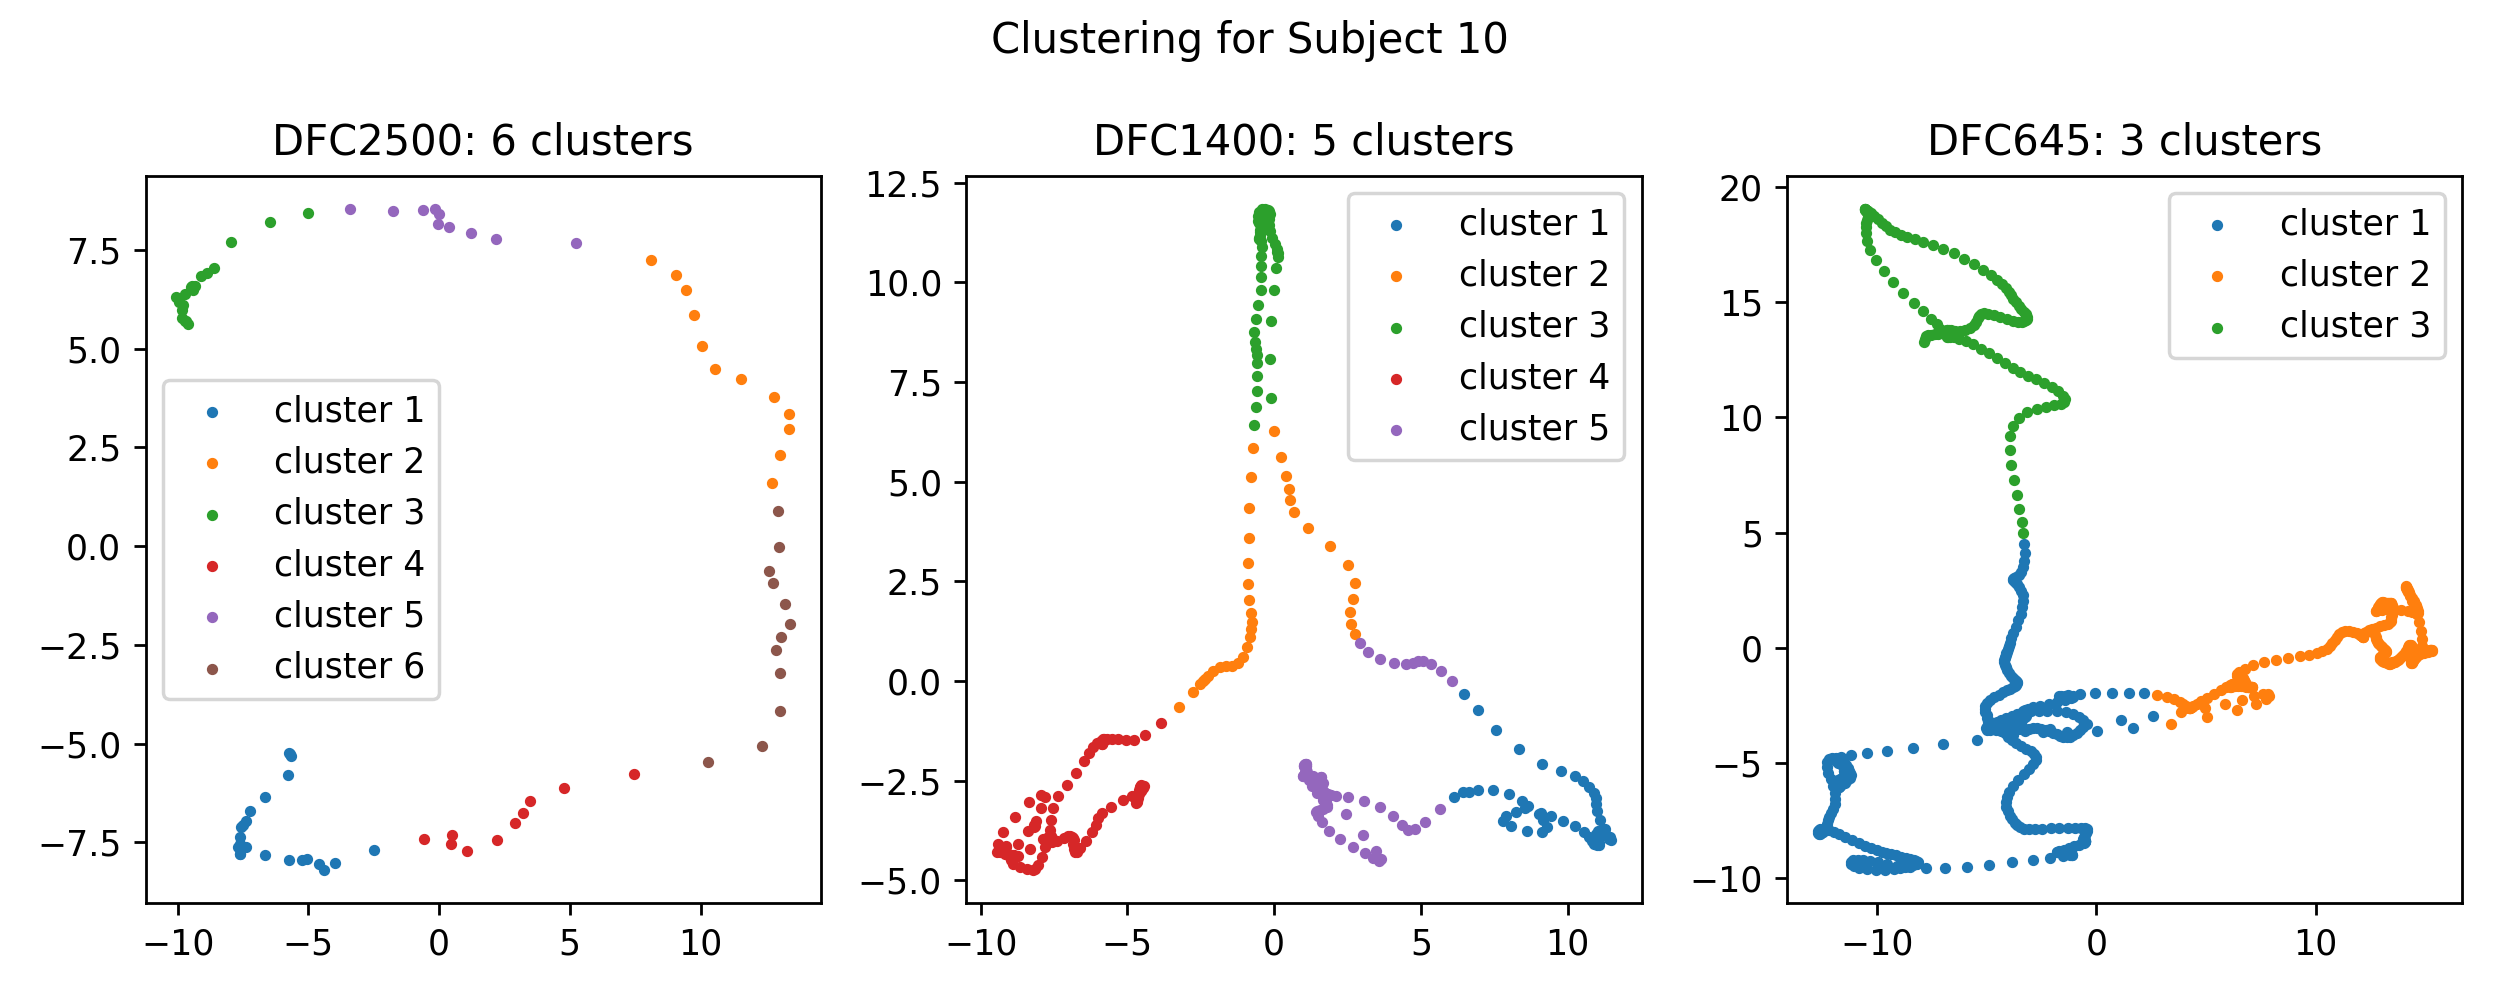 Clustering for Subject 10
DFC2500: 6 clusters
7.5
5.0
2.5
0.0
−2.5
−5.0
−7.5
−10
−5
0
5
10
cluster 1
cluster 2
cluster 3
cluster 4
cluster 5
cluster 6
DFC1400: 5 clusters
12.5
10.0
7.5
5.0
2.5
0.0
−2.5
−5.0
−10
−5
0
5
10
cluster 1
cluster 2
cluster 3
cluster 4
cluster 5
DFC645: 3 clusters
20
15
10
5
0
−5
−10
−10
0
10
cluster 1
cluster 2
cluster 3